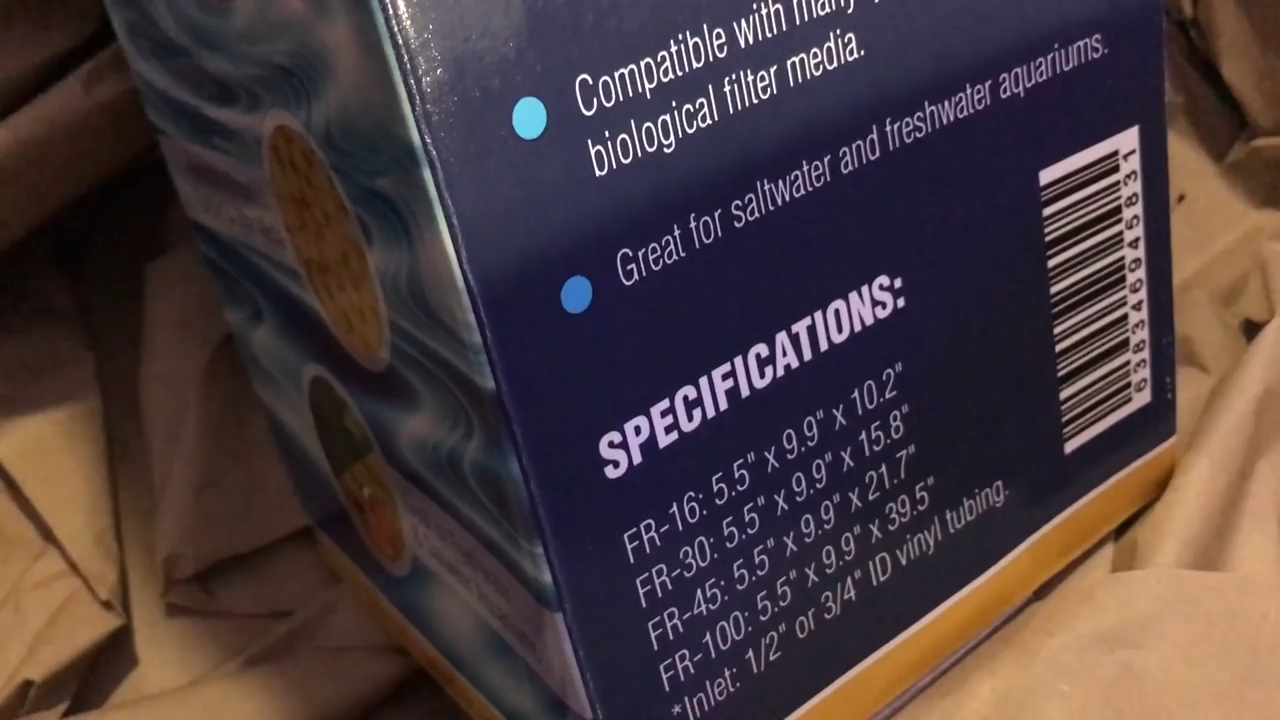 Compatible with many
biological filter media.
Great for saltwater and freshwater aquariums.
SPECIFICATIONS:
FR-16: 5.5" x 9.9" x 10.2"
FR-30: 5.5" x 9.9" x 15.8"
FR-45: 5.5" x 9.9" x 21.7"
FR-100: 5.5" x 9.9" x 39.5"
*Inlet: 1/2" or 3/4" ID vinyl tubing.
638346945831